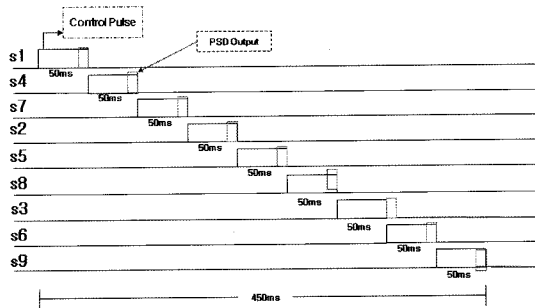 Control Pulse
PSD Output
s1
50ms
s4
50ms
s7
50ms
s2
50ms
s5
50ms
s8
50ms
s3
50ms
s6
50ms
s9
50ms
450ms